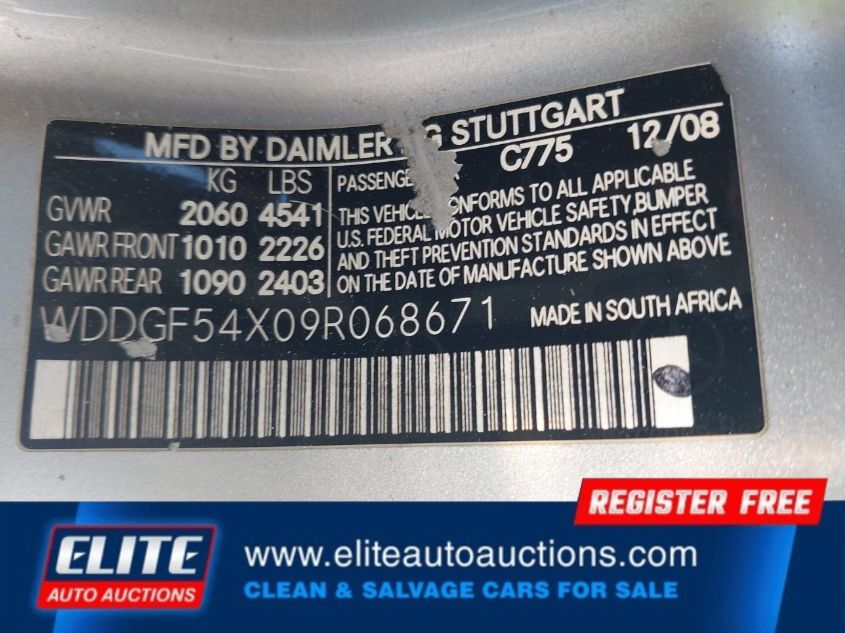 MFD BY DAIMLER G STUTTGART
C775 12/08
KG LBS
GVWR 2060 4541
GAWR FRONT 1010 2226
GAWR REAR 1090 2403
THIS CONFORMS TO ALL APPLICABLE
U.S. FEDERAL MOTOR VEHICLE SAFETY, BUMPER
AND THEFT PREVENTION STANDARDS IN EFFECT
ON THE DATE OF MANUFACTURE SHOWN ABOVE
WDDGF54X09R068671 MADE IN SOUTH AFRICA
REGISTER FREE
ELITE
AUTO AUCTIONS
www.eliteautoauctions.com
CLEAN & SALVAGE CARS FOR SALE